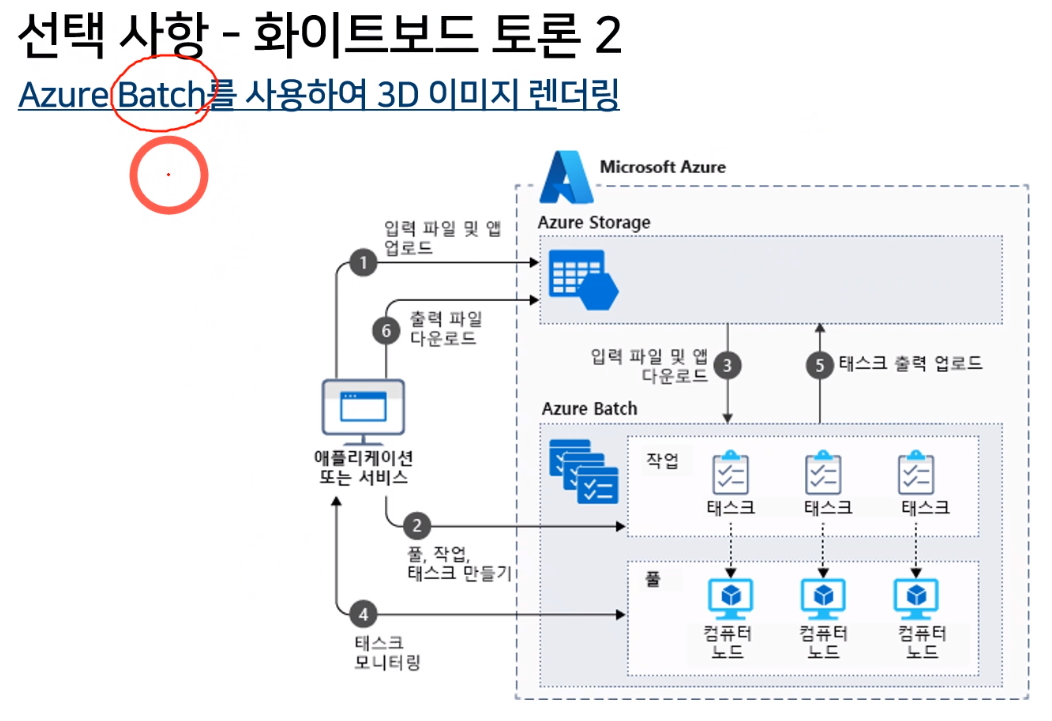 선택 사항 - 화이트보드 토론 2
Azure Batch를 사용하여 3D 이미지 렌더링
Microsoft Azure
Azure Storage
입력 파일 및 앱
업로드
1
6
출력 파일
다운로드
입력 파일 및 앱
다운로드
3
5
태스크 출력 업로드
Azure Batch
애플리케이션
또는 서비스
작업
태스크
태스크
태스크
2
풀, 작업,
태스크 만들기
풀
컴퓨터
노드
컴퓨터
노드
컴퓨터
노드
4
태스크
모니터링